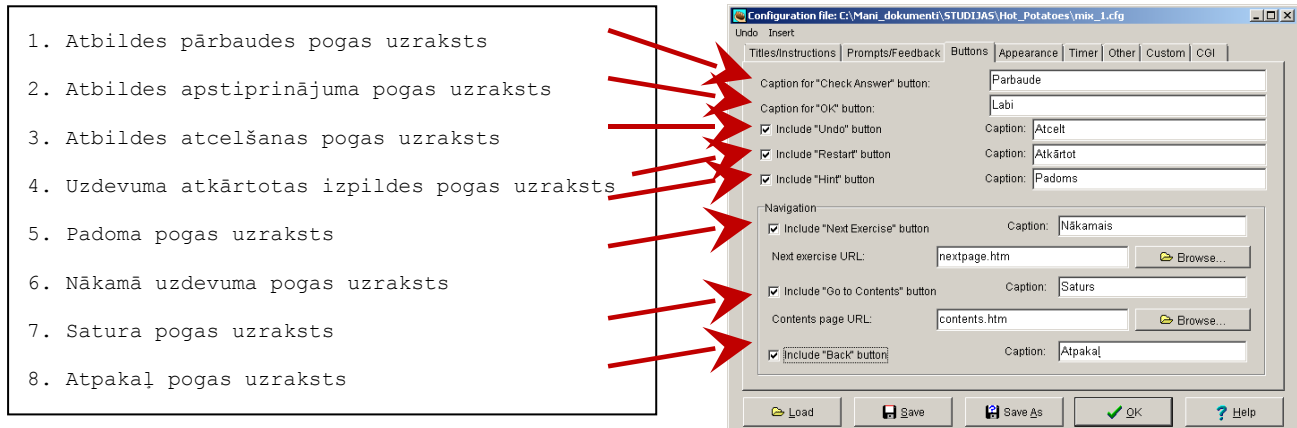 1. Atbildes pārbaudes pogas uzraksts
2. Atbildes apstiprinājuma pogas uzraksts
3. Atbildes atcelšanas pogas uzraksts
4. Uzdevuma atkārtotas izpildes pogas uzraksts
5. Padoma pogas uzraksts
6. Nākamā uzdevuma pogas uzraksts
7. Satura pogas uzraksts
8. Atpakaļ pogas uzraksts
Configuration file: C:\Mani_dokumenti\STUDIJAS\Hot_Potatoes\mix_1.cfg
Undo Insert
Titles/Instructions Prompts/Feedback Buttons Appearance Timer Other Custom CGI
Caption for "Check Answer" button: Parbaude
Caption for "OK" button: Labi
Include "Undo" button Caption: Atcelt
Include "Restart" button Caption: Atkārtot
Include "Hint" button Caption: Padoms
Navigation
Include "Next Exercise" button Caption: Nākamais
Next exercise URL: nextpage.htm Browse...
Include "Go to Contents" button Caption: Saturs
Contents page URL: contents.htm Browse...
Include "Back" button Caption: Atpakaļ
Load Save Save As OK Help